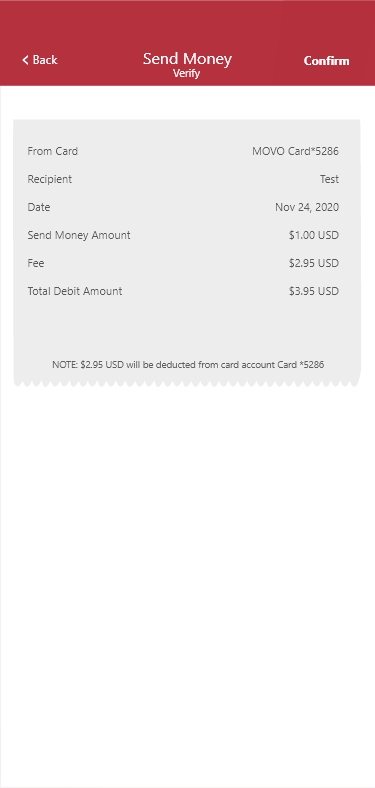 Back Send Money Confirm
Verify
From Card MOVO Card*5286
Recipient Test
Date Nov 24, 2020
Send Money Amount $1.00 USD
Fee $2.95 USD
Total Debit Amount $3.95 USD
NOTE: $2.95 USD will be deducted from card account Card *5286